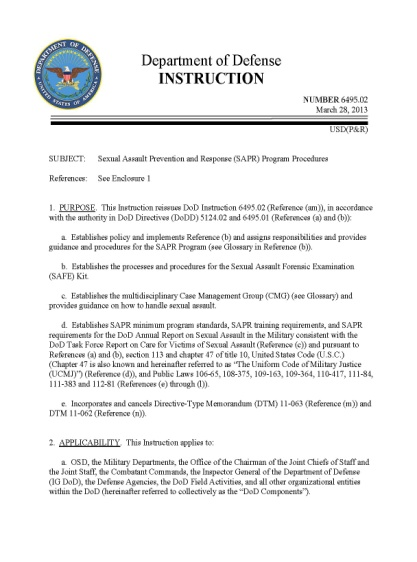 DEPARTMENT OF DEFENSE
UNITED STATES OF AMERICA
Department of Defense
INSTRUCTION
NUMBER 6495.02
March 28, 2013
USD(P&R)
SUBJECT: Sexual Assault Prevention and Response (SAPR) Program Procedures
References: See Enclosure 1
1. PURPOSE. This Instruction reissues DoD Instruction 6495.02 (Reference (am)), in accordance
with the authority in DoD Directives (DoDD) 5124.02 and 6495.01 (References (a) and (b)):
a. Establishes policy and implements Reference (b) and assigns responsibilities and provides
guidance and procedures for the SAPR Program (see Glossary in Reference (b)).
b. Establishes the processes and procedures for the Sexual Assault Forensic Examination
(SAFE) Kit.
c. Establishes the multidisciplinary Case Management Group (CMG) (see Glossary) and
provides guidance on how to handle sexual assault.
d. Establishes SAPR minimum program standards, SAPR training requirements, and SAPR
requirements for the DoD Annual Report on Sexual Assault in the Military consistent with the
DoD Task Force Report on Care for Victims of Sexual Assault (Reference (c)) and pursuant to
References (a) and (b), section 113 and chapter 47 of title 10, United States Code (U.S.C.)
(Chapter 47 is also known and hereinafter referred to as “The Uniform Code of Military Justice
(UCMJ)”) (Reference (d)), and Public Laws 106-65, 108-375, 109-163, 109-364, 110-417, 111-84,
111-383 and 112-81 (References (e) through (l)).
e. Incorporates and cancels Directive-Type Memorandum (DTM) 11-063 (Reference (m)) and
DTM 11-062 (Reference (n)).
2. APPLICABILITY. This Instruction applies to:
a. OSD, the Military Departments, the Office of the Chairman of the Joint Chiefs of Staff and
the Joint Staff, the Combatant Commands, the Inspector General of the Department of Defense
(IG DoD), the Defense Agencies, the DoD Field Activities, and all other organizational entities
within the DoD (hereinafter referred to collectively as the “DoD Components”).